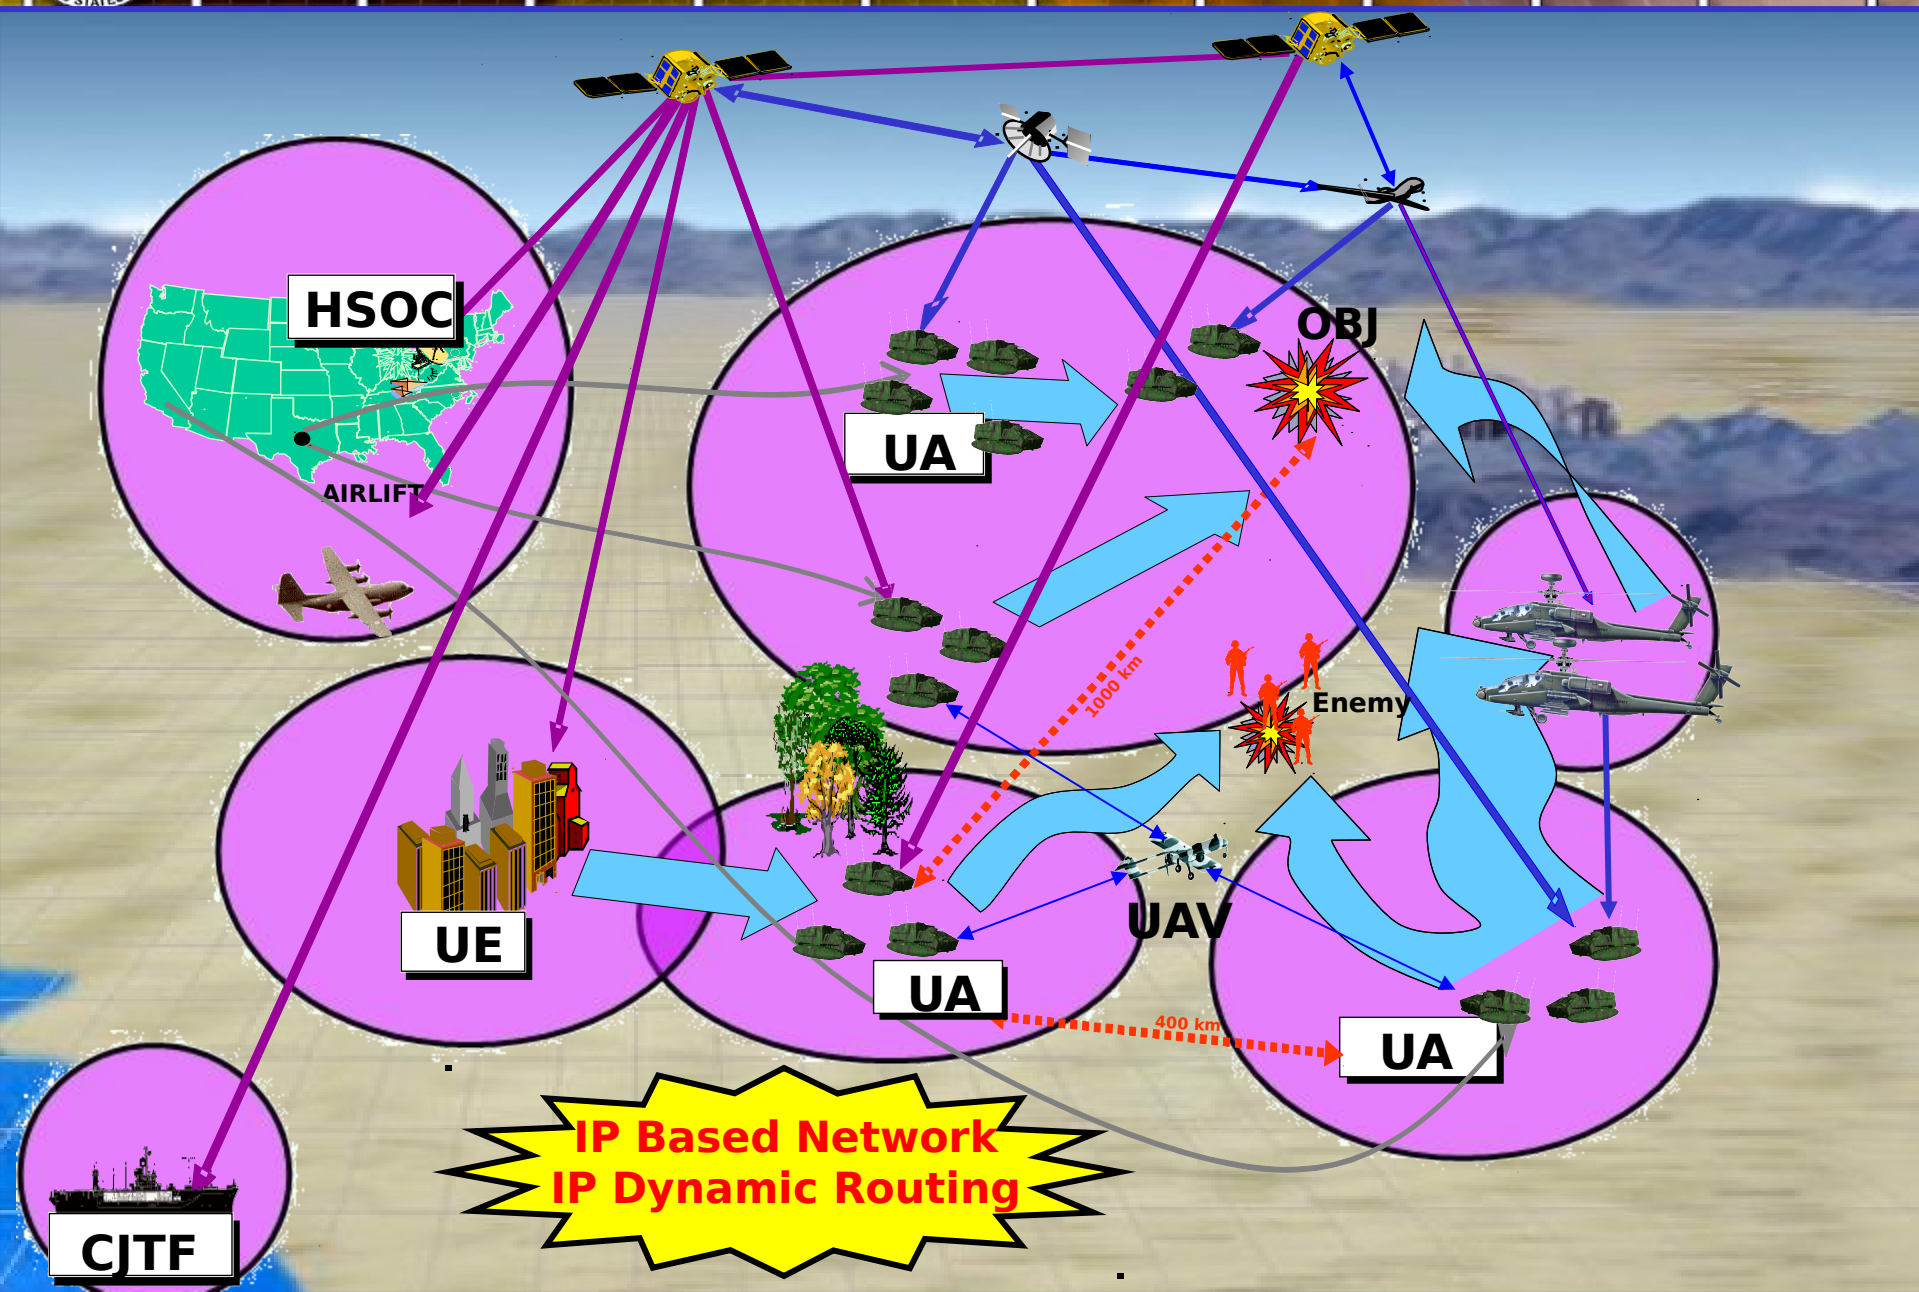 STATE
HSOC
OBJ
UA
AIRLIFT
1000 km
Enemy
UAV
UE
UA
400 km
UA
IP Based Network
IP Dynamic Routing
CJTF